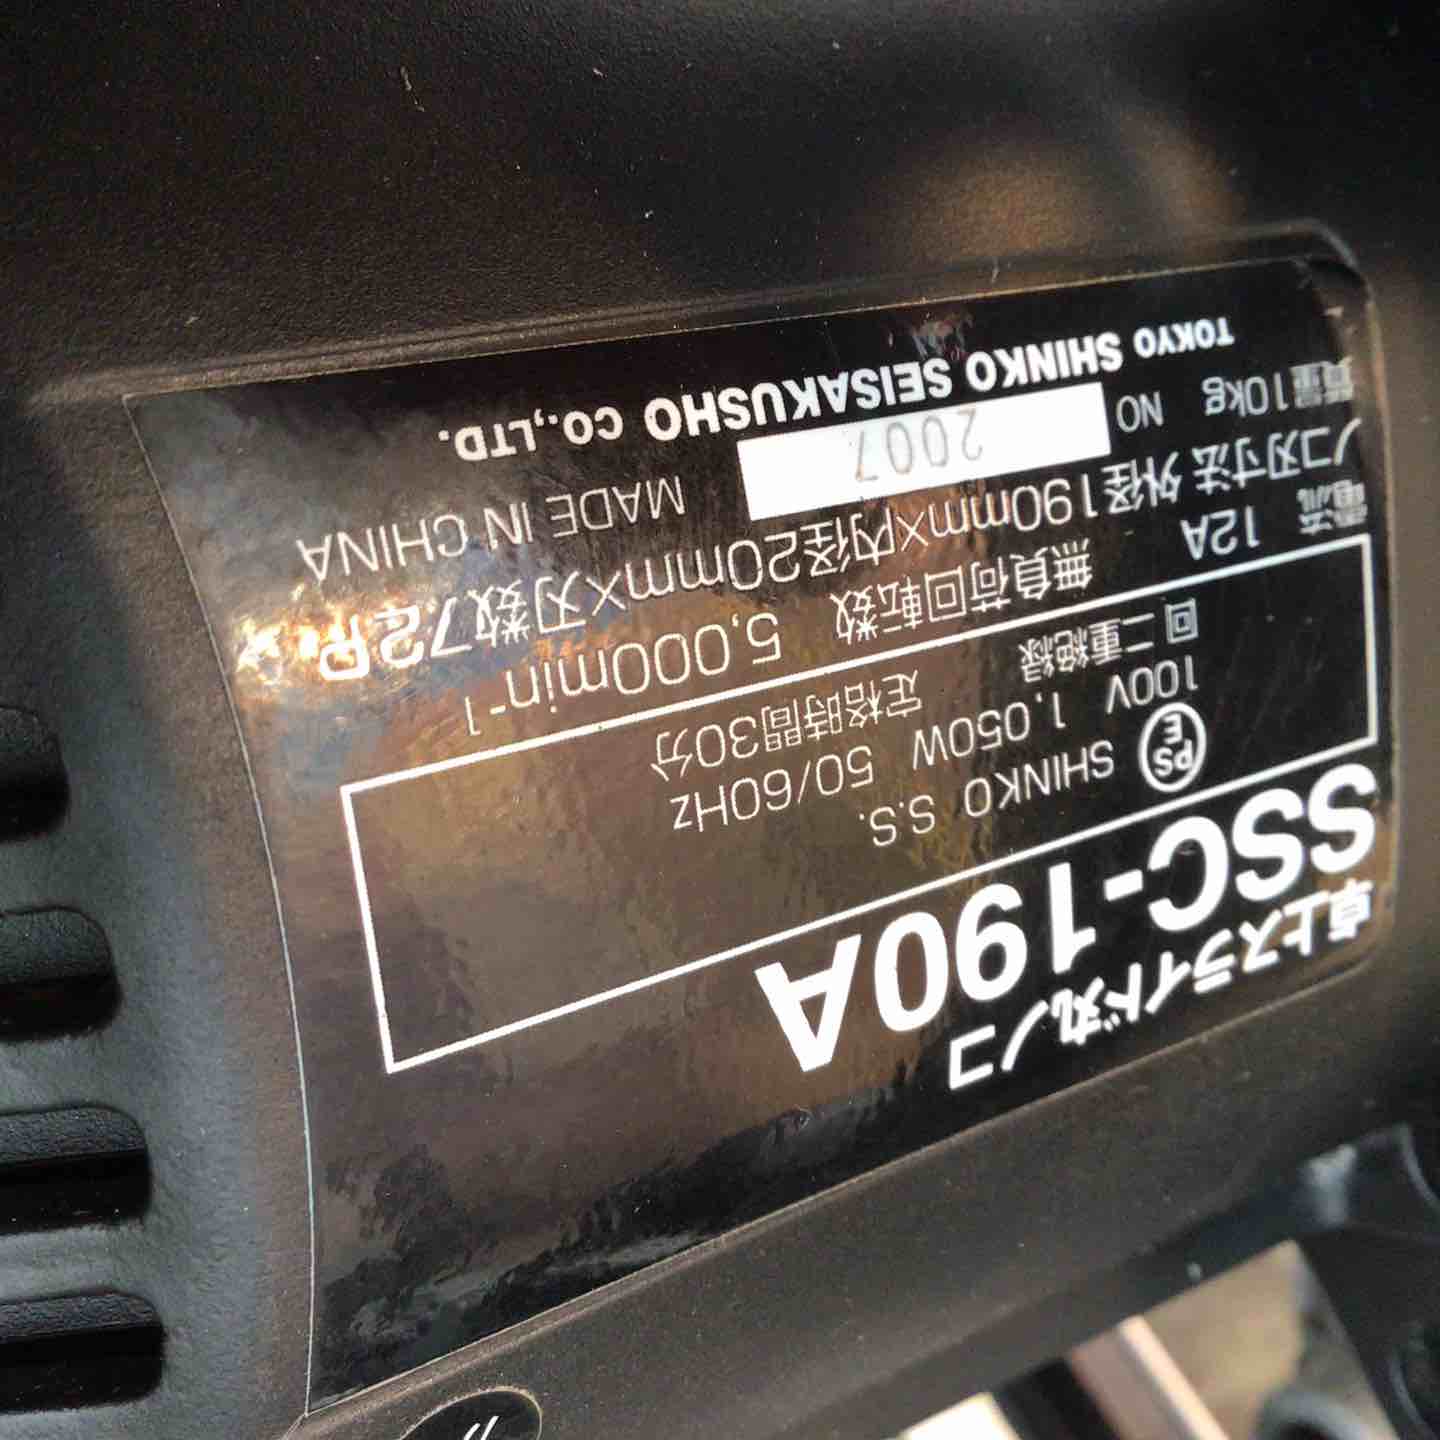 卓上スライド丸ノコ
SSC-190A
PSE SHINKO S.S.
100V 1.050W 50/60Hz
回 二重絶縁 定格時間30分
電流 12A 無負荷回転数 5,000min⁻¹
ノコ刃寸法 外径190mm×内径20mm×刃数72P
質量10kg NO 2007 MADE IN CHINA
TOKYO SHINKO SEISAKUSHO CO.,LTD.